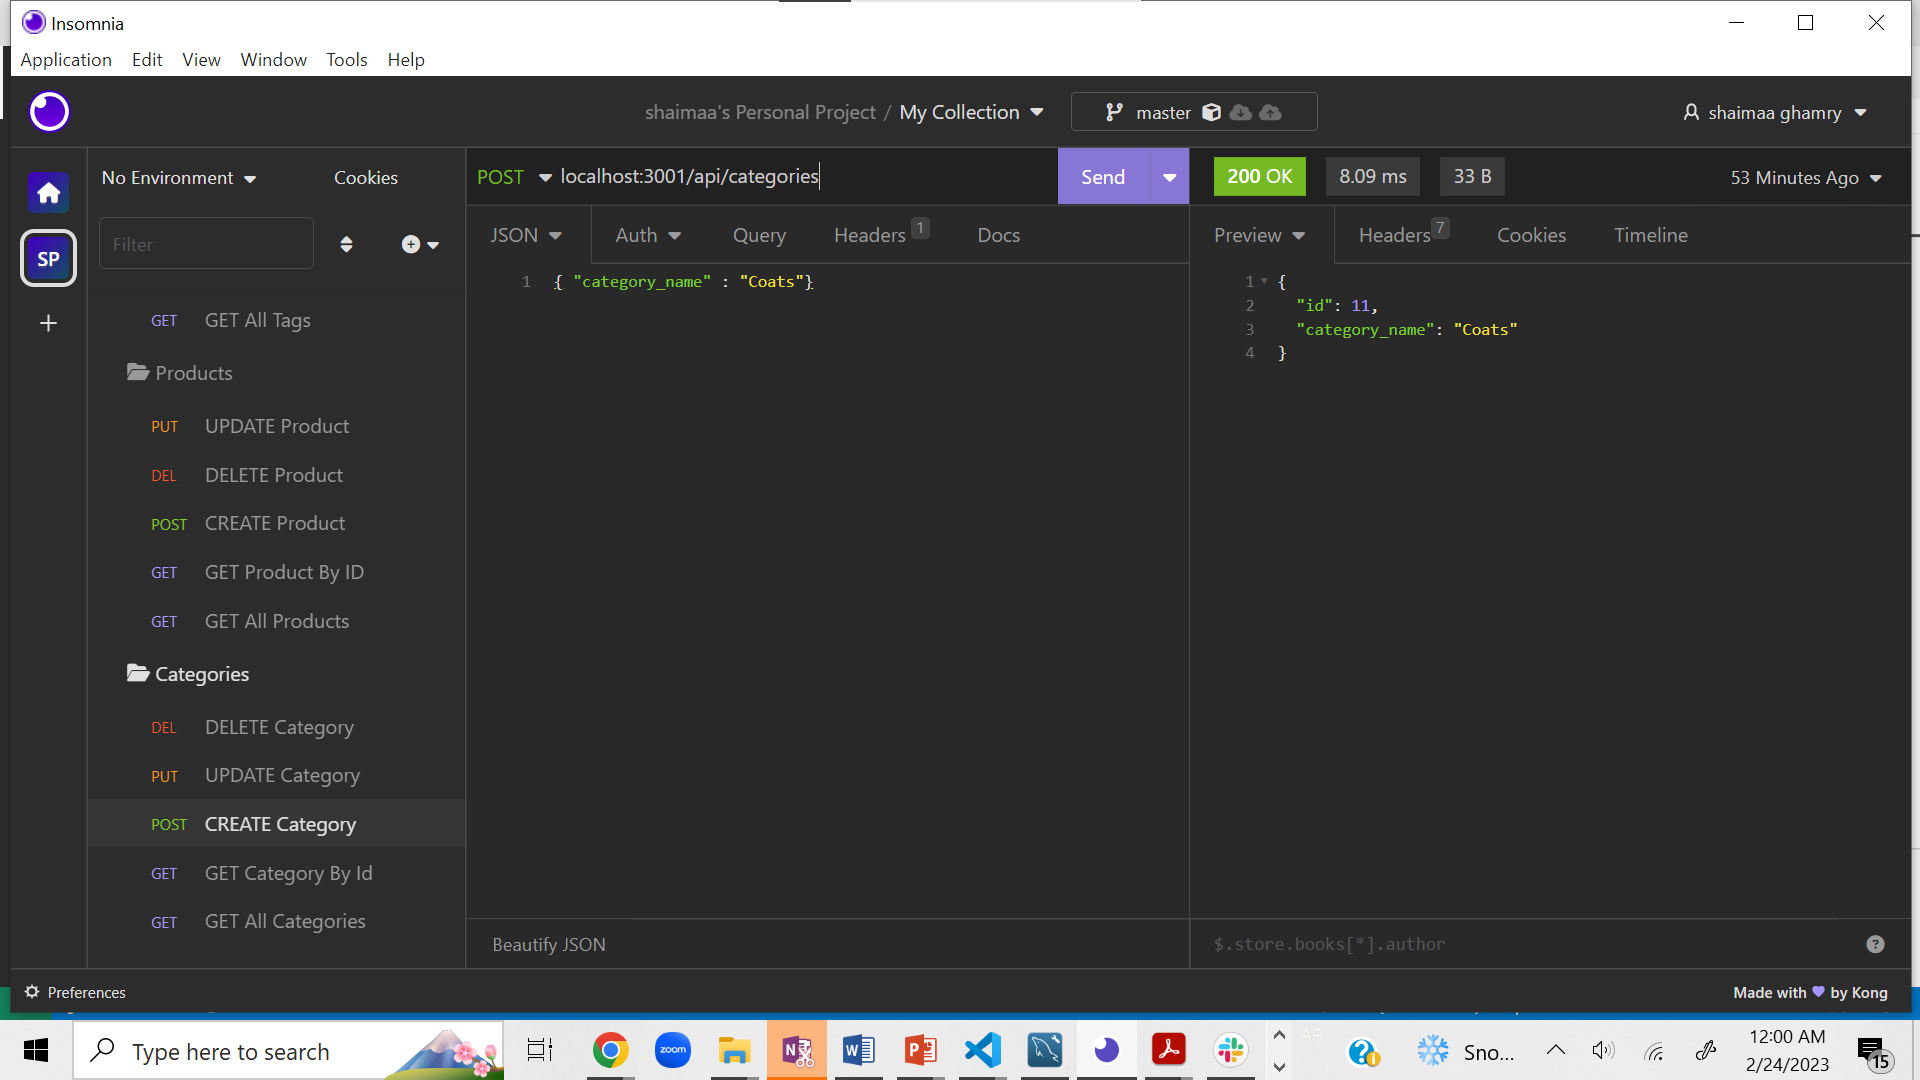 Insomnia
Application Edit View Window Tools Help
shaimaa's Personal Project / My Collection
master
shaimaa ghamry
No Environment
Cookies
POST localhost:3001/api/categories
Send
200 OK 8.09 ms 33 B
53 Minutes Ago
Filter
SP
JSON Auth Query Headers 1 Docs
Preview Headers 7 Cookies Timeline
1 { "category_name" : "Coats"}
1 {
2 "id": 11,
3 "category_name": "Coats"
4 }
GET GET All Tags
Products
PUT UPDATE Product
DEL DELETE Product
POST CREATE Product
GET GET Product By ID
GET GET All Products
Categories
DEL DELETE Category
PUT UPDATE Category
POST CREATE Category
GET GET Category By Id
GET GET All Categories
Beautify JSON
$.store.books[*].author
Preferences
Made with by Kong
Type here to search
zoom
Sno...
12:00 AM
2/24/2023
15